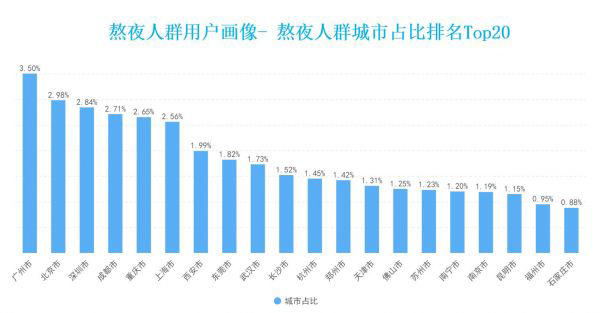 熬夜人群用户画像- 熬夜人群城市占比排名Top20
3.50%
2.98%
2.84%
2.71%
2.65%
2.56%
1.99%
1.82%
1.73%
1.52%
1.45%
1.42%
1.31%
1.25%
1.23%
1.20%
1.19%
1.15%
0.95%
0.88%
广州市
北京市
深圳市
成都市
重庆市
上海市
西安市
东莞市
武汉市
长沙市
杭州市
郑州市
天津市
佛山市
苏州市
南宁市
南京市
昆明市
福州市
石家庄市
城市占比